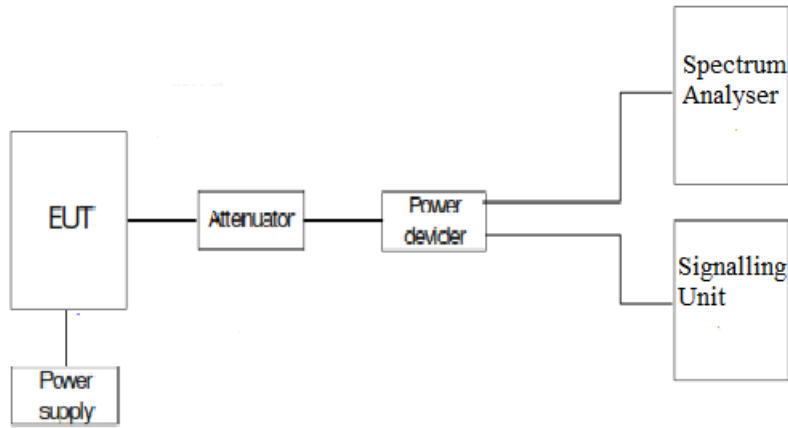 Spectrum
Analyser
EUT
Attenuator
Power
devider
Signalling
Unit
Power
supply